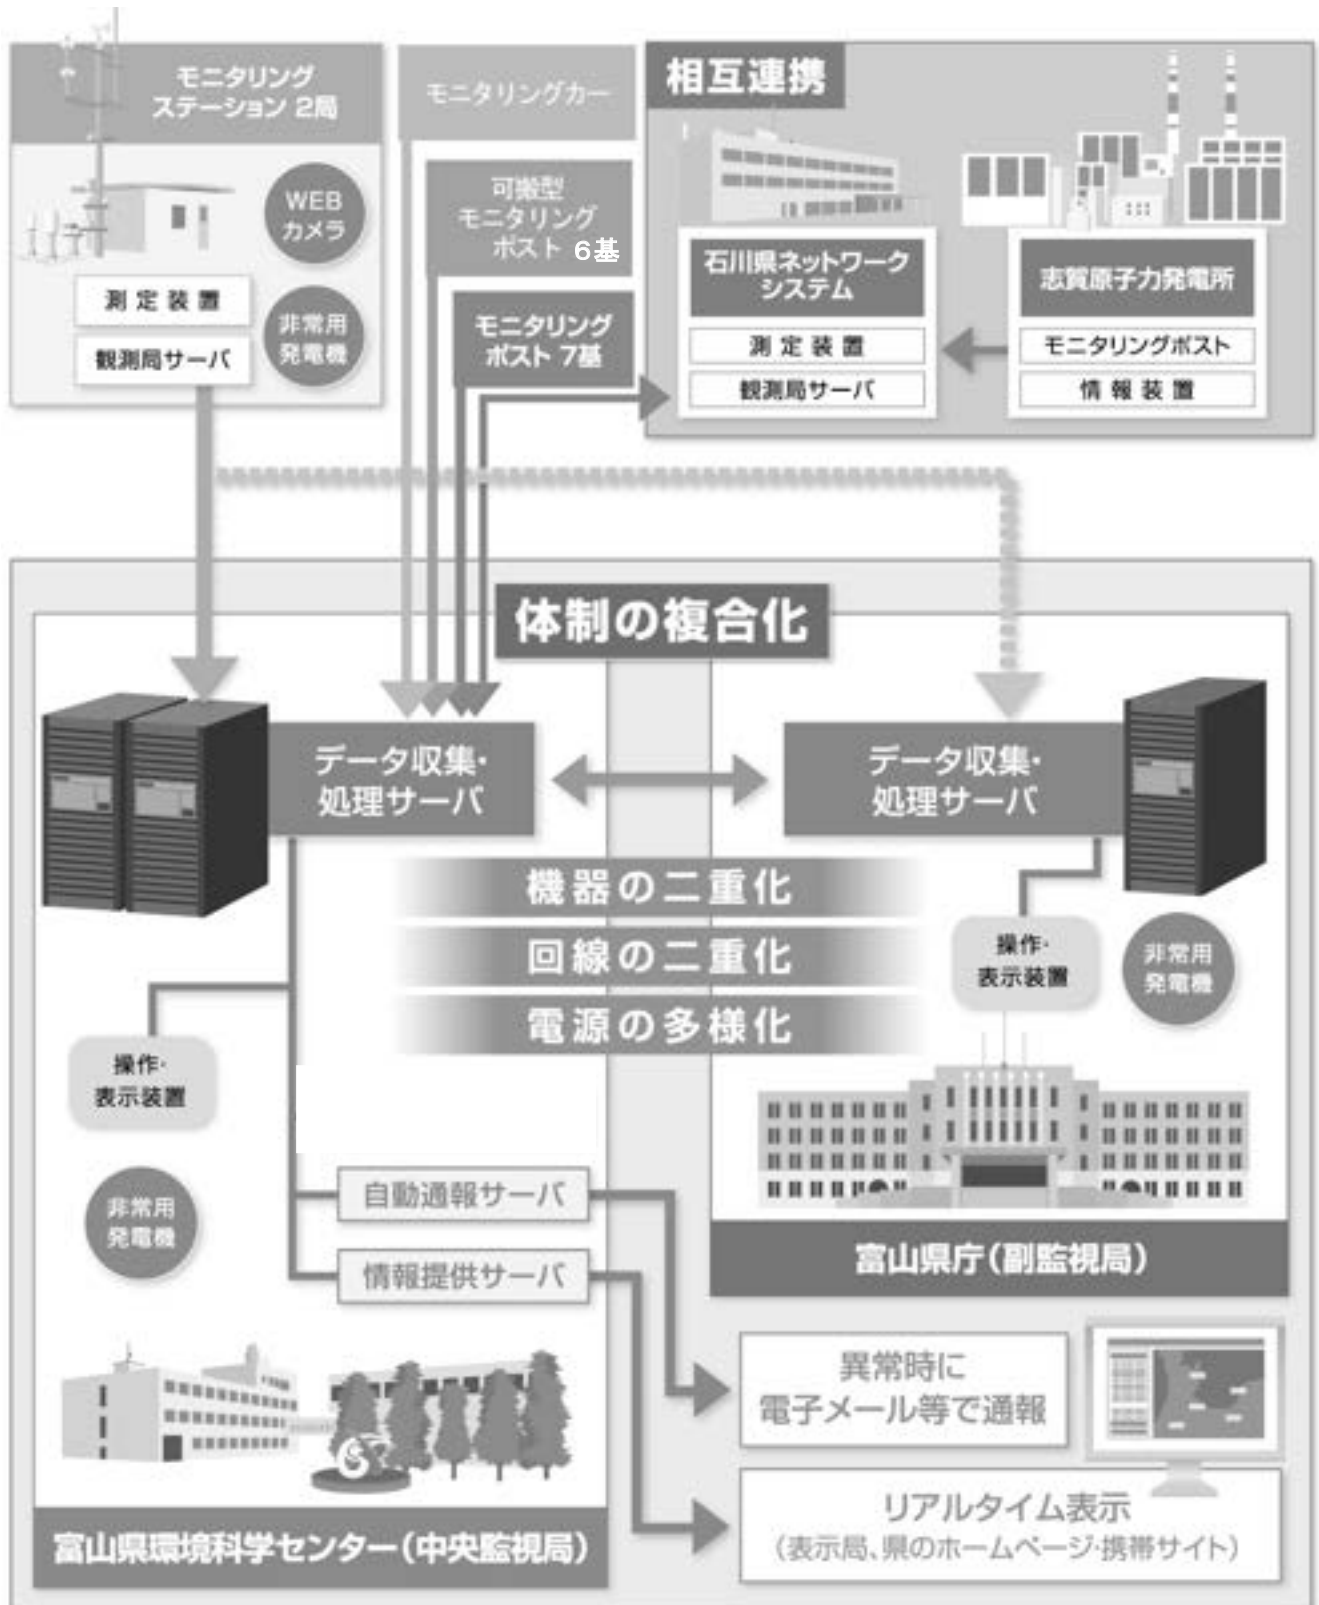 モニタリング
ステーション 2局
WEB
カメラ
測定装置
非常用
発電機
観測局サーバ
モニタリングカー
可搬型
モニタリング
ポスト 6基
モニタリング
ポスト 7基
相互連携
石川県ネットワーク
システム
測定装置
観測局サーバ
志賀原子力発電所
モニタリングポスト
情報装置
体制の複合化
データ収集・
処理サーバ
データ収集・
処理サーバ
機器の二重化
回線の二重化
電源の多様化
操作・
表示装置
非常用
発電機
操作・
表示装置
非常用
発電機
自動通報サーバ
情報提供サーバ
富山県庁(副監視局)
異常時に
電子メール等で通報
リアルタイム表示
(表示局、県のホームページ・携帯サイト)
富山県環境科学センター(中央監視局)